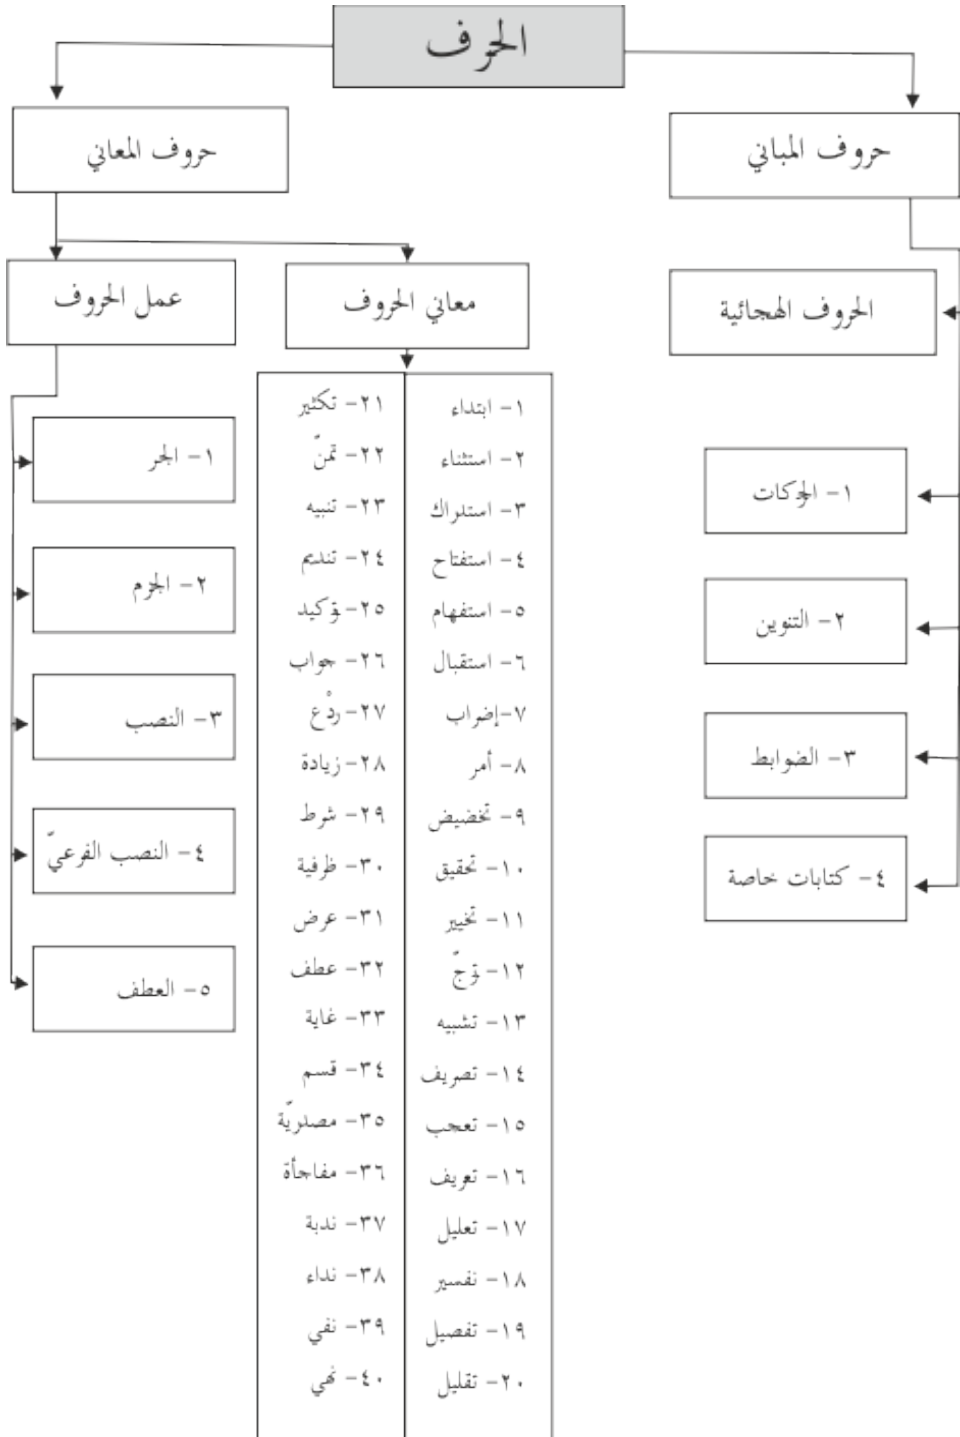 الحرف
حروف المباني
حروف المعاني
الحروف الهجائية
١- الحركات
٢- التنوين
٣- الضوابط
٤- كتابات خاصة
معاني الحروف
١- ابتداء
٢- استثناء
٣- استدراك
٤- استفتاح
٥- استفهام
٦- استقبال
٧-إضراب
٨- أمر
٩- تخضيض
١٠- تحقيق
١١- تخيير
١٢- ترجّ
١٣- تشبيه
١٤- تصريف
١٥- تعجب
١٦- تعريف
١٧- تعليل
١٨- نفسير
١٩- تفصيل
٢٠- تقليل
٢١- تكثير
٢٢- تمنّ
٢٣- تنبيه
٢٤- تنديم
٢٥- توكيد
٢٦- جواب
٢٧- ردْع
٢٨- زيادة
٢٩- شرط
٣٠- ظرفية
٣١- عرض
٣٢- عطف
٣٣- غاية
٣٤- قسم
٣٥- مصدريّة
٣٦- مفاجأة
٣٧- ندبة
٣٨- نداء
٣٩- نفي
٤٠- نهي
عمل الحروف
١- الجر
٢- الجزم
٣- النصب
٤- النصب الفرعيّ
٥- العطف